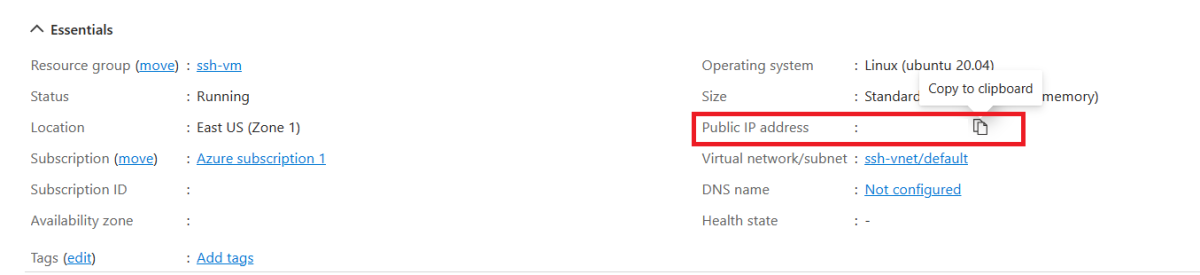 Essentials
Resource group (move) : ssh-vm
Status : Running
Location : East US (Zone 1)
Subscription (move) : Azure subscription 1
Subscription ID :
Availability zone :
Tags (edit) : Add tags
Operating system : Linux (ubuntu 20.04)
Copy to clipboard
Size : Standard memory)
Public IP address :
Virtual network/subnet : ssh-vnet/default
DNS name : Not configured
Health state : -